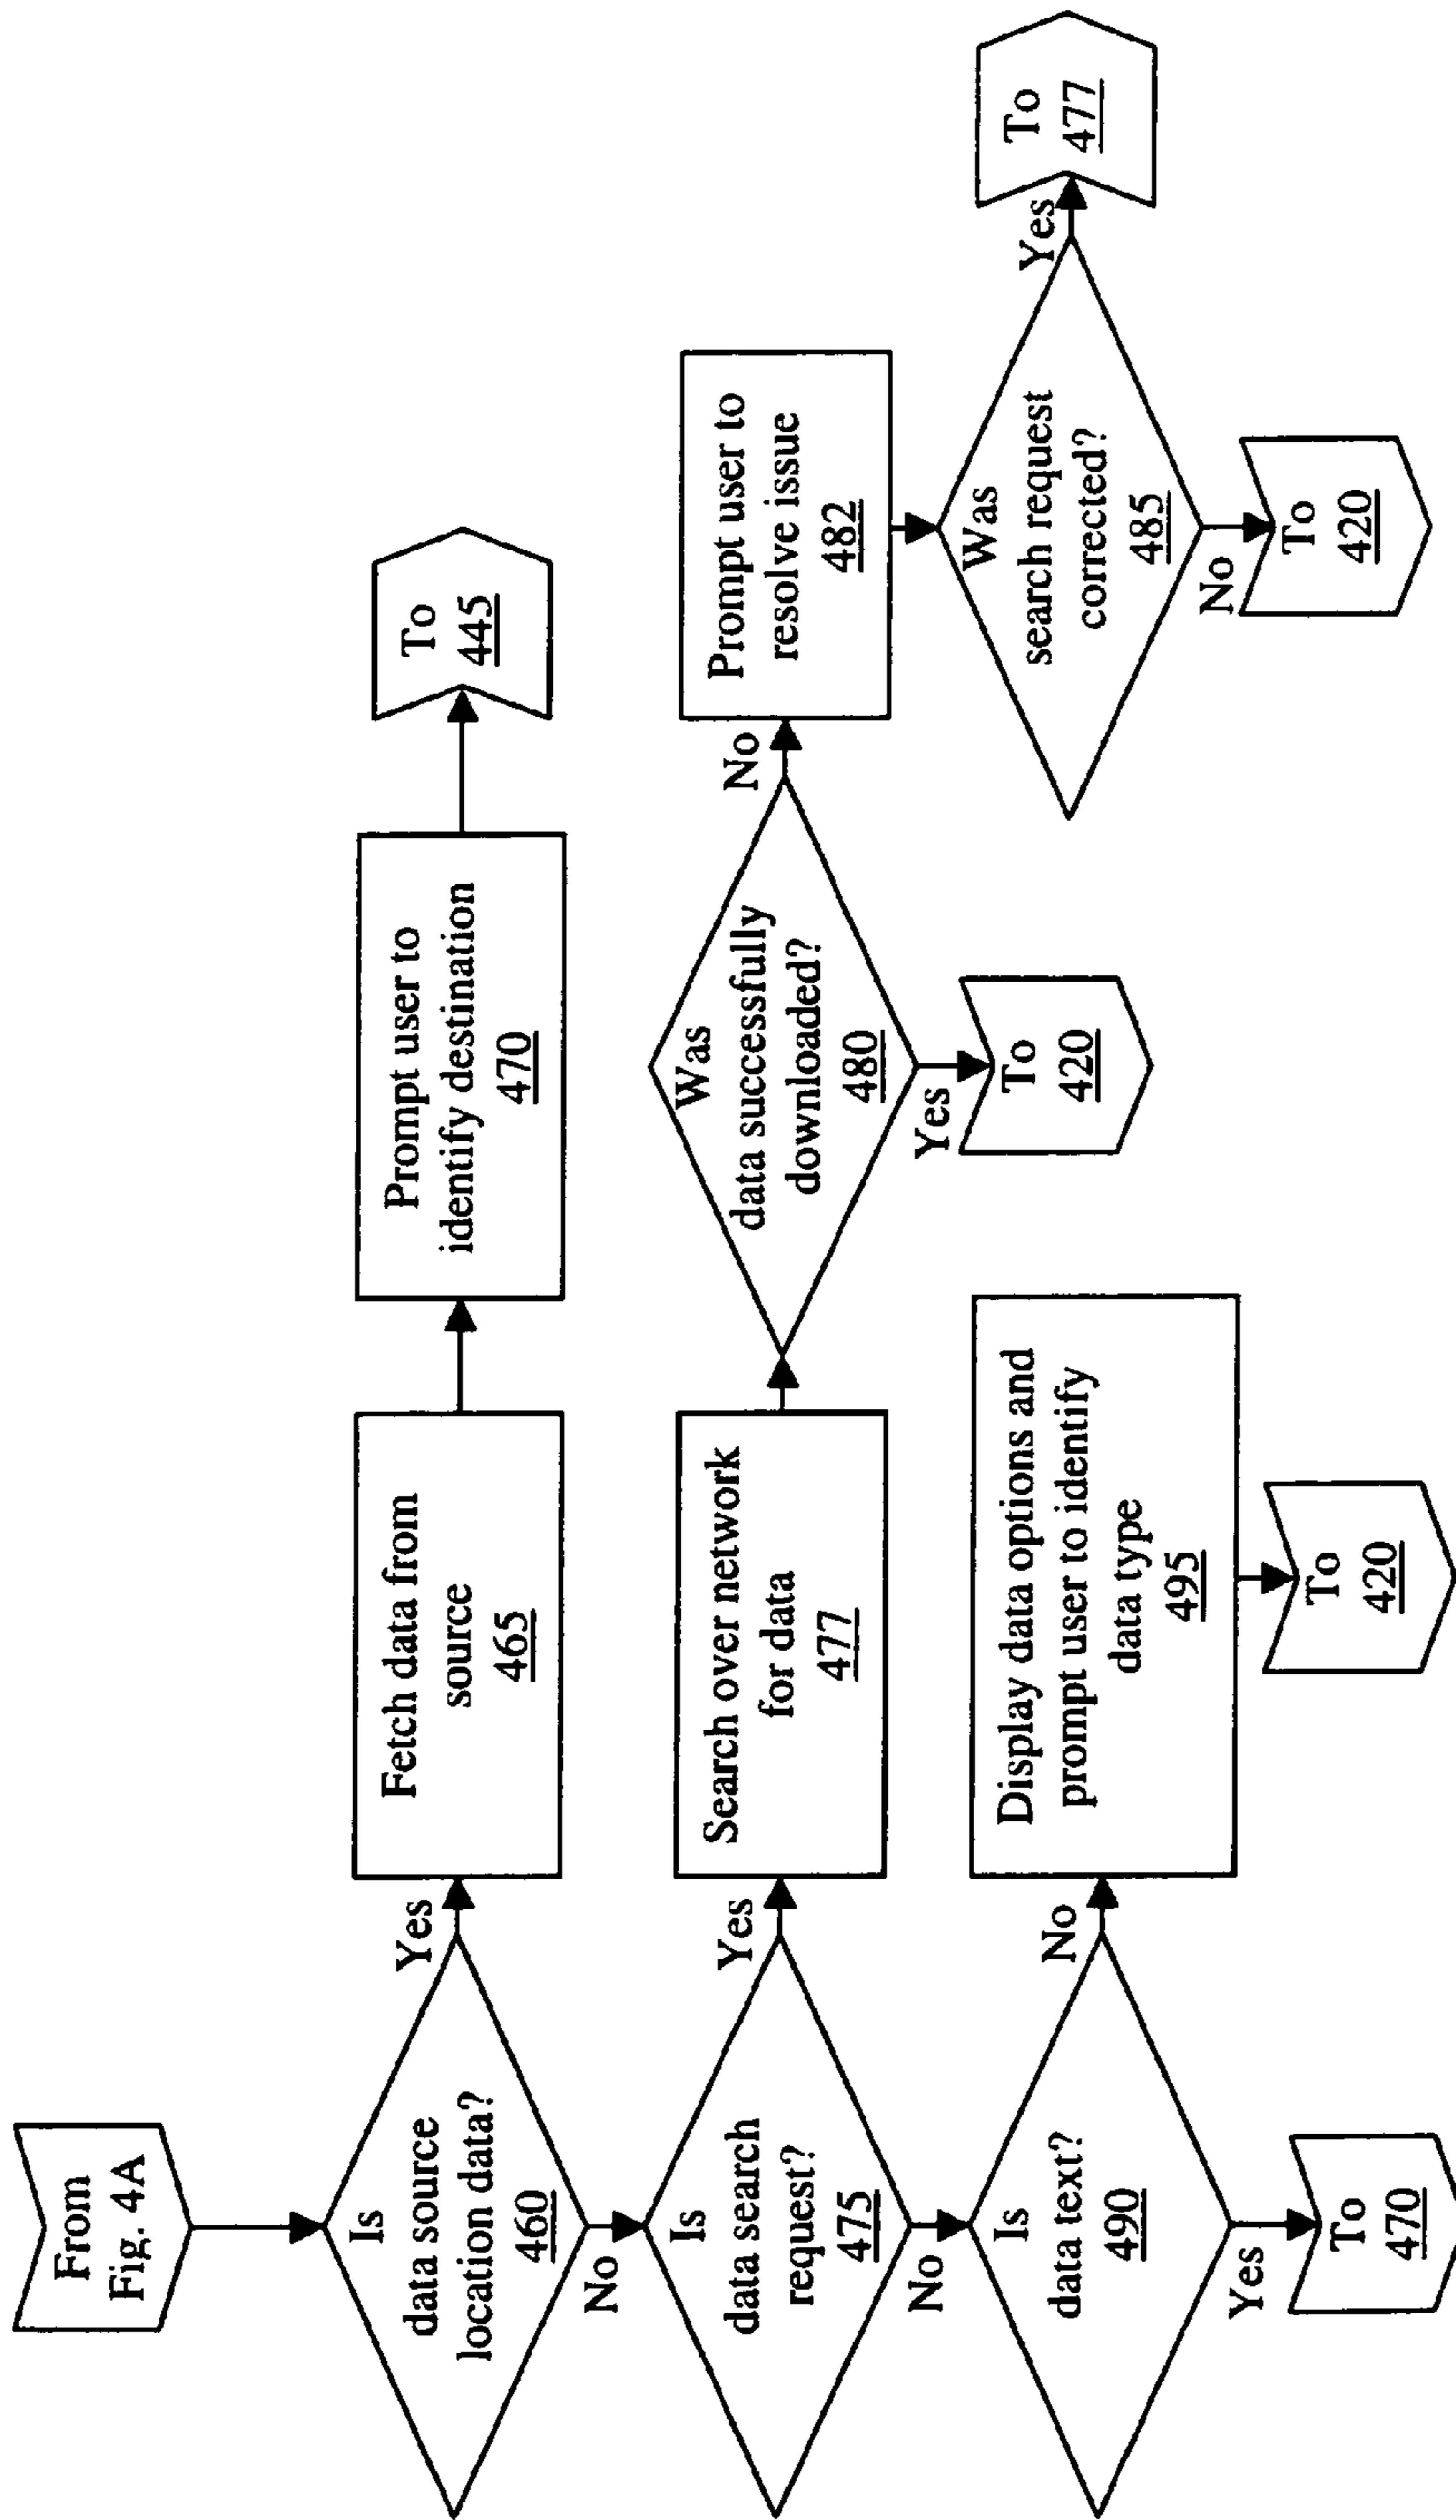 From
Fig. 4A
Is
data source
location data?
460
Yes
No
Fetch data from
source
465
Prompt user to
identify destination
470
To
445
Is
data search
request?
475
Yes
No
Search over network
for data
477
Was
data successfully
downloaded?
480
No
Yes
To
420
Prompt user to
resolve issue
482
Was
search request
corrected?
485
Yes
To
477
No
To
420
Is
data text?
490
No
Yes
To
470
Display data options and
prompt user to identify
data type
495
To
420